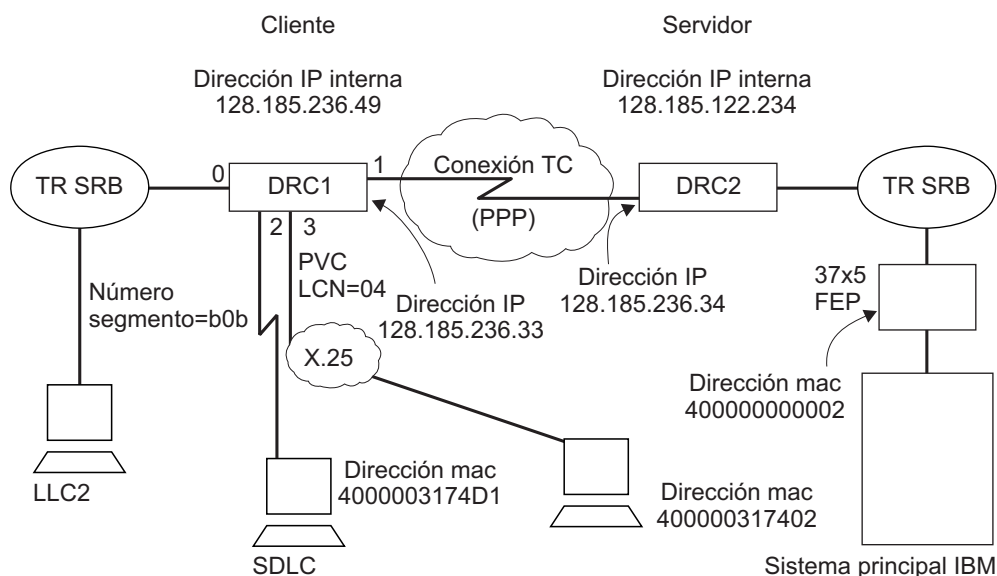 Cliente
Servidor
Dirección IP interna
128.185.236.49
Dirección IP interna
128.185.122.234
TR SRB
0
DRC1
1
Conexión TC
(PPP)
DRC2
TR SRB
2
3
PVC
LCN=04
Número
segmento=b0b
Dirección IP
128.185.236.33
Dirección IP
128.185.236.34
37x5
FEP
X.25
Dirección mac
400000000002
LLC2
Dirección mac
4000003174D1
SDLC
Dirección mac
400000317402
Sistema principal IBM